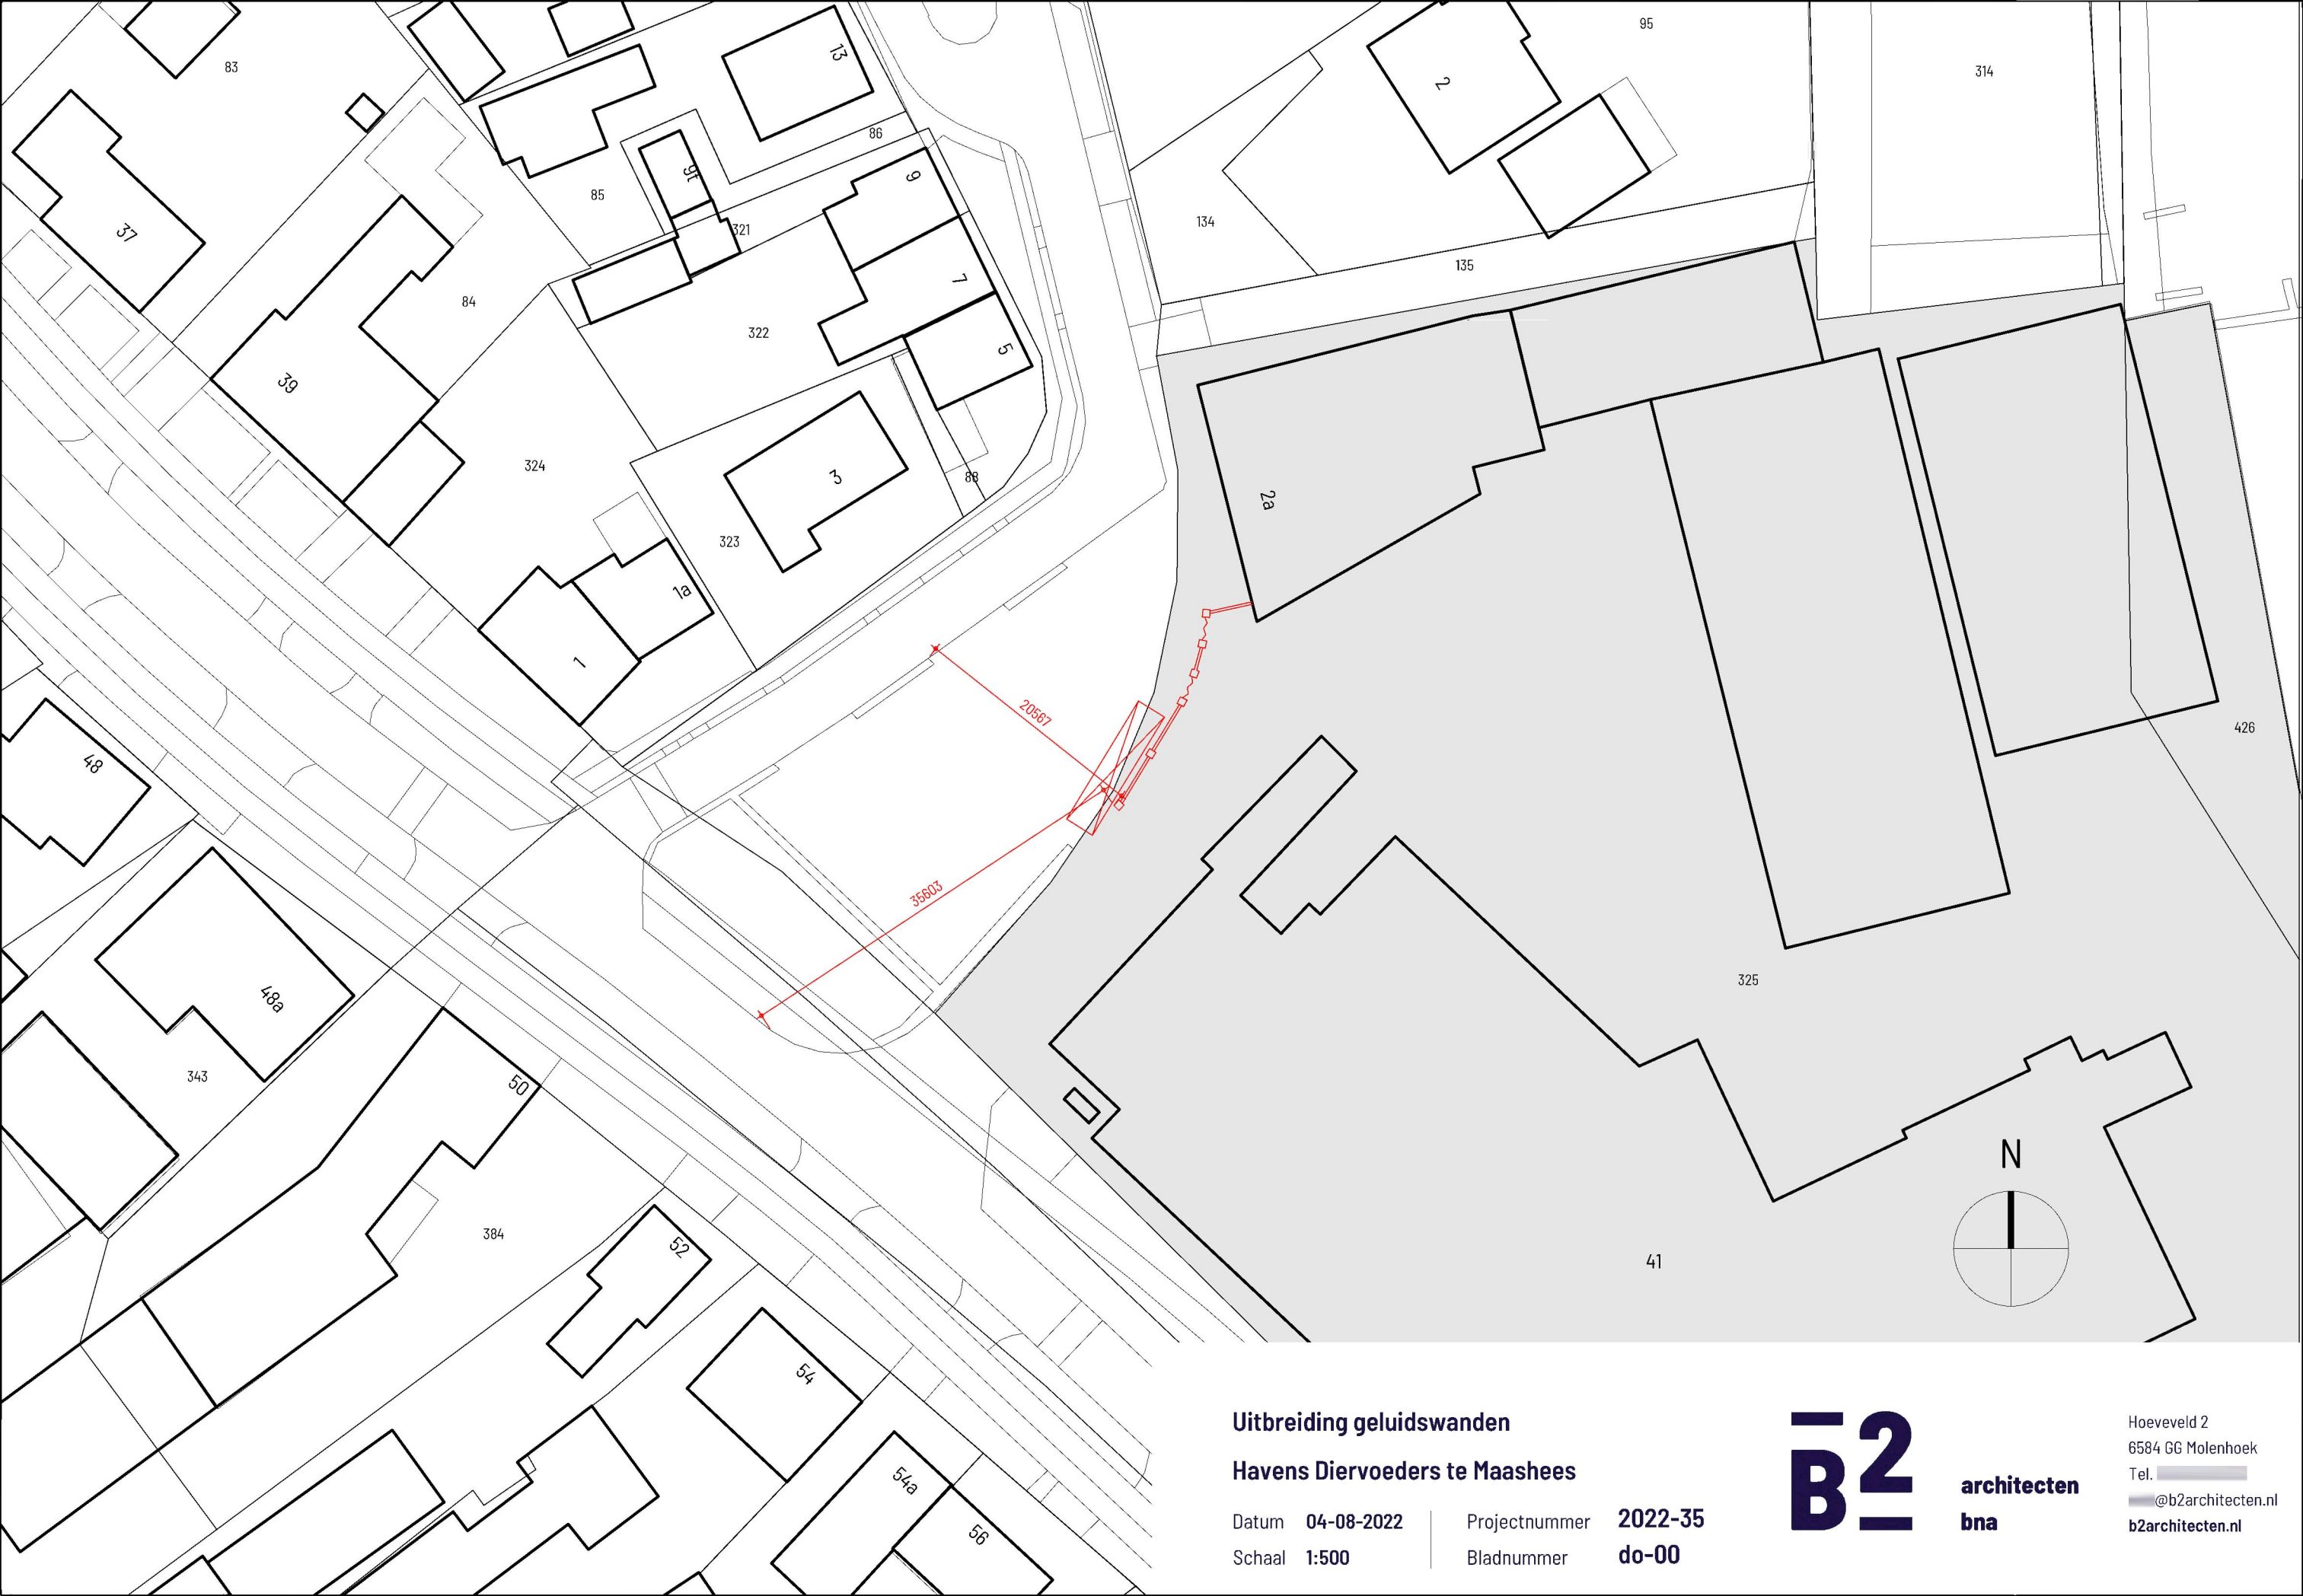 83
13
2
95
314
86
9
9f
85
134
37
321
7
135
84
322
5
39
3
324
88
2a
323
1a
1
20567
48
426
35603
325
48a
343
50
N
384
52
41
54
54a
56
Uitbreiding geluidswanden
Havens Diervoeders te Maashees
Datum 04-08-2022
Schaal 1:500
Projectnummer 2022-35
Bladnummer do-00
B2
architecten
bna
Hoeveveld 2
6584 GG Molenhoek
Tel.
@b2architecten.nl
b2architecten.nl